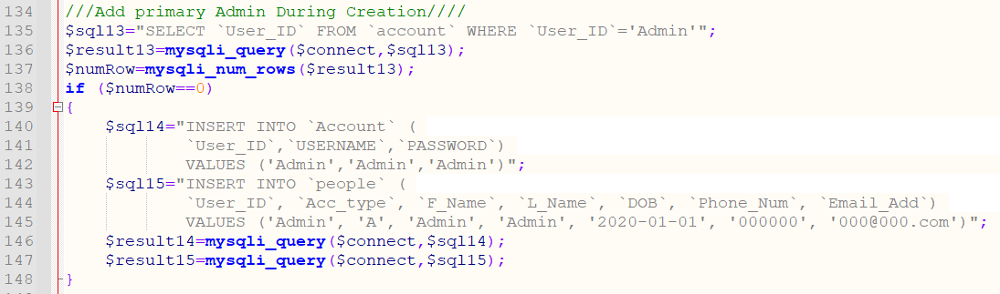 134 ///Add primary Admin During Creation////
135 $sql13="SELECT `User_ID` FROM `account` WHERE `User_ID`='Admin'";
136 $result13=mysqli_query($connect,$sql13);
137 $numRow=mysqli_num_rows($result13);
138 if ($numRow==0)
139 {
140 $sql14="INSERT INTO `Account` (
141 `User_ID`,`USERNAME`,`PASSWORD`)
142 VALUES ('Admin','Admin','Admin')";
143 $sql15="INSERT INTO `people` (
144 `User_ID`, `Acc_type`, `F_Name`, `L_Name`, `DOB`, `Phone_Num`, `Email_Add`)
145 VALUES ('Admin', 'A', 'Admin', 'Admin', '2020-01-01', '000000', '000@000.com')";
146 $result14=mysqli_query($connect,$sql14);
147 $result15=mysqli_query($connect,$sql15);
148 }